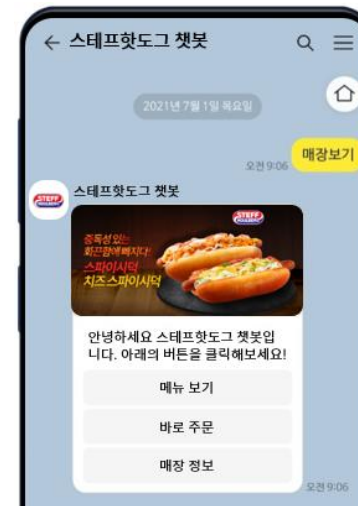 스테프핫도그 챗봇
2021년 7월 1일 목요일
매장보기
오전 9:06
스테프핫도그 챗봇
STEFF
STEFF
중독성 있는
화끈함에 빠지다!
스파이시덕
치즈스파이시덕
안녕하세요 스테프핫도그 챗봇입
니다. 아래의 버튼을 클릭해보세요!
메뉴 보기
바로 주문
매장 정보
오전 9:06